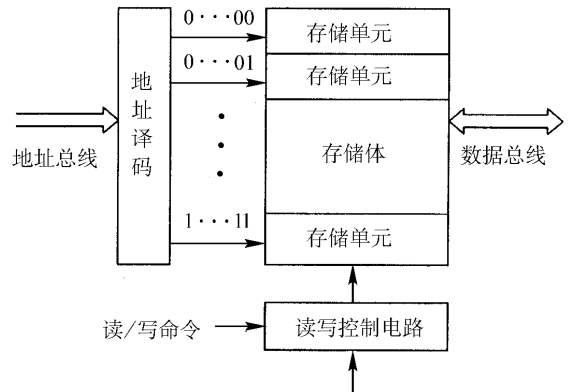 0···00
存储单元
0···01
存储单元
地址译码
地址总线
存储体
数据总线
1···11
存储单元
读/写命令
读写控制电路